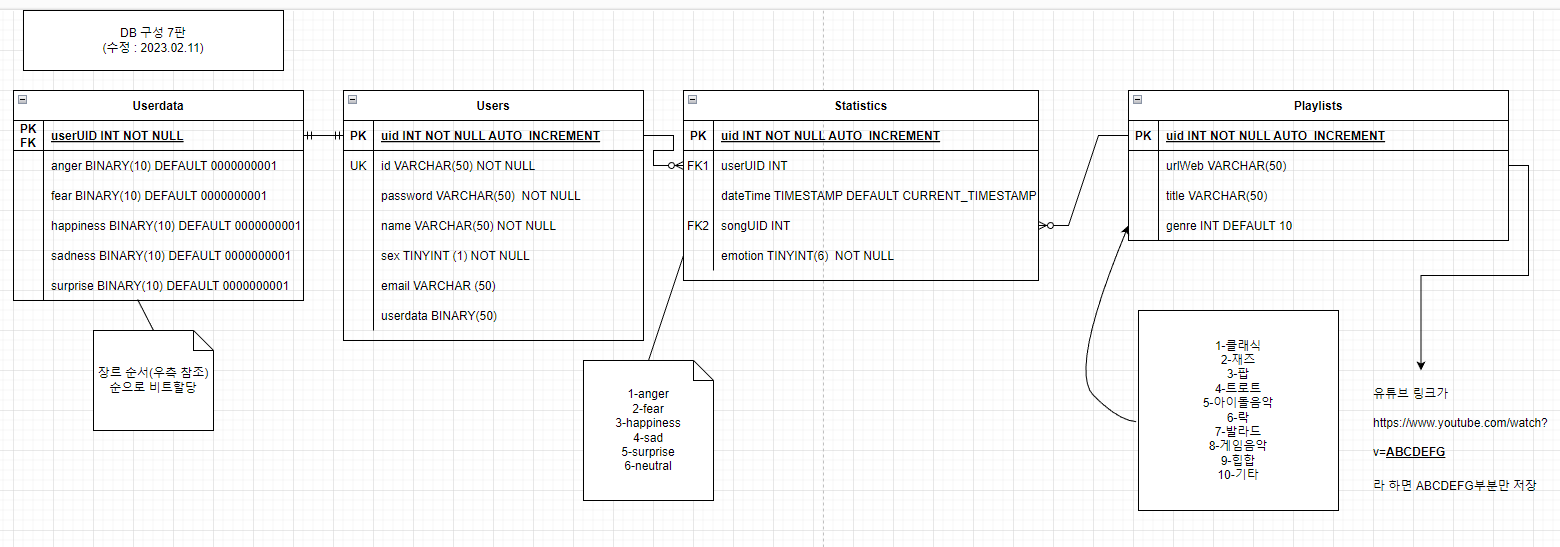 DB 구성 7판
(수정 : 2023.02.11)
Userdata
PK
FK
userUID INT NOT NULL
anger BINARY(10) DEFAULT 0000000001
fear BINARY(10) DEFAULT 0000000001
happiness BINARY(10) DEFAULT 0000000001
sadness BINARY(10) DEFAULT 0000000001
surprise BINARY(10) DEFAULT 0000000001
장르 순서(우측 참조)
순으로 비트할당
Users
PK uid INT NOT NULL AUTO_INCREMENT
UK id VARCHAR(50) NOT NULL
password VARCHAR(50) NOT NULL
name VARCHAR(50) NOT NULL
sex TINYINT (1) NOT NULL
email VARCHAR (50)
userdata BINARY(50)
Statistics
PK uid INT NOT NULL AUTO_INCREMENT
FK1 userUID INT
dateTime TIMESTAMP DEFAULT CURRENT_TIMESTAMP
FK2 songUID INT
emotion TINYINT(6) NOT NULL
1-anger
2-fear
3-happiness
4-sad
5-surprise
6-neutral
Playlists
PK uid INT NOT NULL AUTO_INCREMENT
urlWeb VARCHAR(50)
title VARCHAR(50)
genre INT DEFAULT 10
1-클래식
2-재즈
3-팝
4-트로트
5-아이돌음악
6-락
7-발라드
8-게임음악
9-힙합
10-기타
유튜브 링크가
https://www.youtube.com/watch?
v=ABCDEFG
라 하면 ABCDEFG부분만 저장